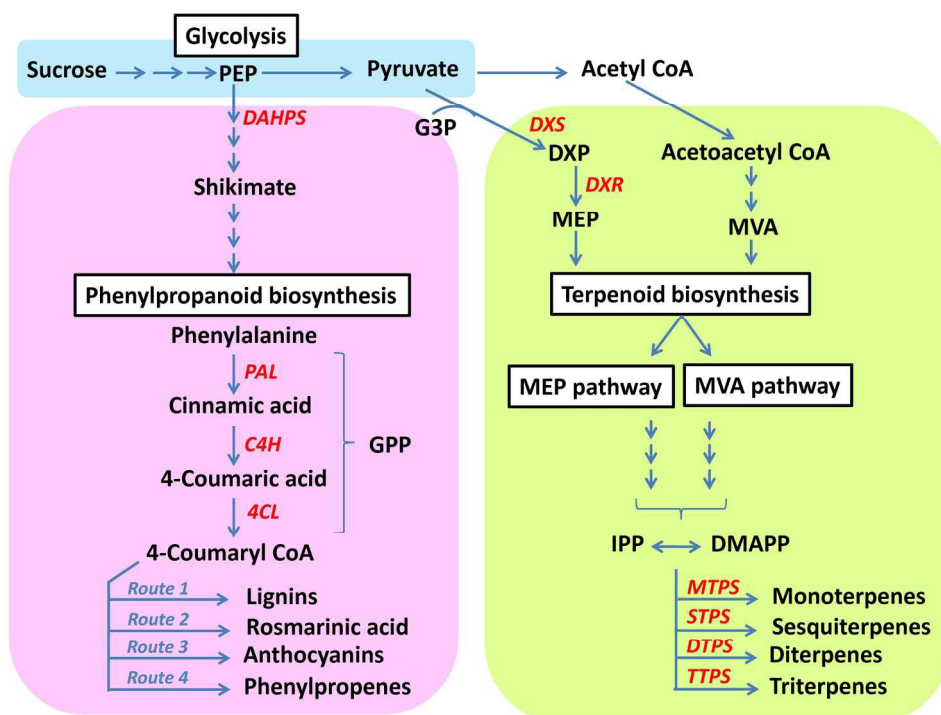 Glycolysis
Sucrose PEP Pyruvate Acetyl CoA
DAHPS
G3P
DXS
DXP
Acetoacetyl CoA
Shikimate
DXR
MEP
MVA
Phenylpropanoid biosynthesis
Terpenoid biosynthesis
Phenylalanine
PAL
MEP pathway
MVA pathway
Cinnamic acid
C4H
GPP
4-Coumaric acid
4CL
4-Coumaryl CoA
IPP DMAPP
Route 1 Lignins
Route 2 Rosmarinic acid
Route 3 Anthocyanins
Route 4 Phenylpropenes
MTPS Monoterpenes
STPS Sesquiterpenes
DTPS Diterpenes
TTPS Triterpenes